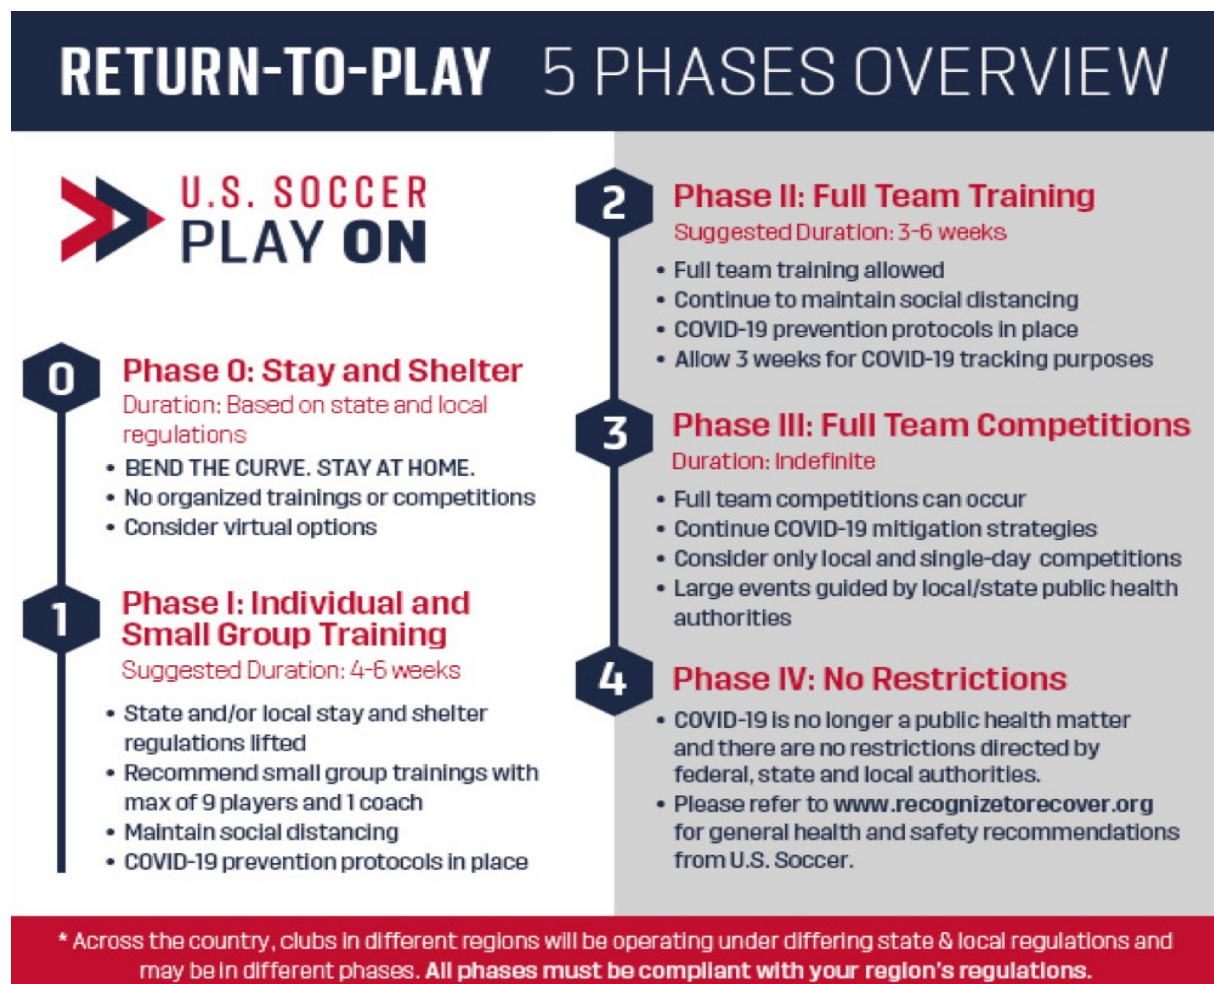 RETURN-TO-PLAY 5 PHASES OVERVIEW
U.S. SOCCER
PLAY ON
0
Phase 0: Stay and Shelter
Duration: Based on state and local
regulations
• BEND THE CURVE. STAY AT HOME.
• No organized trainings or competitions
• Consider virtual options
1
Phase I: Individual and
Small Group Training
Suggested Duration: 4-6 weeks
• State and/or local stay and shelter
regulations lifted
• Recommend small group trainings with
max of 9 players and 1 coach
• Maintain social distancing
• COVID-19 prevention protocols in place
2
Phase II: Full Team Training
Suggested Duration: 3-6 weeks
• Full team training allowed
• Continue to maintain social distancing
• COVID-19 prevention protocols in place
• Allow 3 weeks for COVID-19 tracking purposes
3
Phase III: Full Team Competitions
Duration: Indefinite
• Full team competitions can occur
• Continue COVID-19 mitigation strategies
• Consider only local and single-day competitions
• Large events guided by local/state public health
authorities
4
Phase IV: No Restrictions
• COVID-19 is no longer a public health matter
and there are no restrictions directed by
federal, state and local authorities.
• Please refer to www.recognizetorecover.org
for general health and safety recommendations
from U.S. Soccer.
* Across the country, clubs in different regions will be operating under differing state & local regulations and
may be in different phases. All phases must be compliant with your region's regulations.